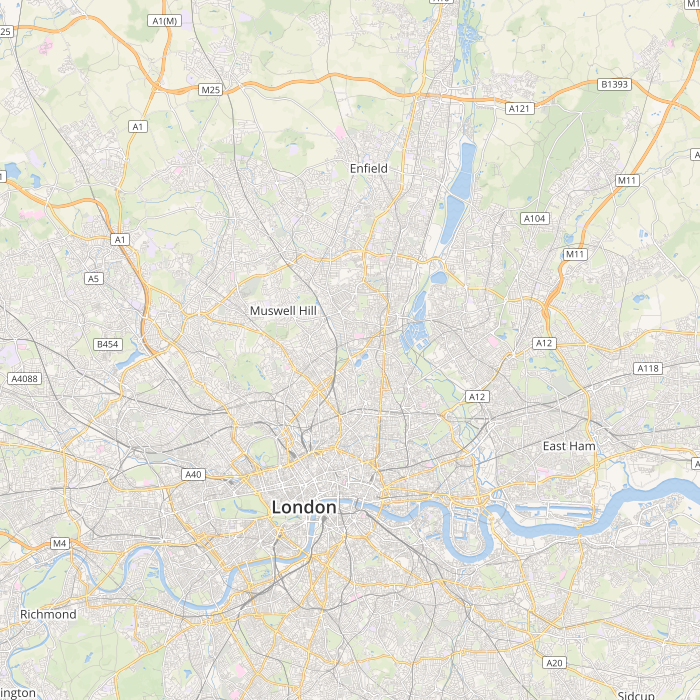 A1(M)
25
M25
B1393
A121
A1
Enfield
M11
A104
A1
M11
A5
Muswell Hill
B454
A12
A118
A4088
A12
East Ham
A40
London
M4
Richmond
A20
ington
Sidcup